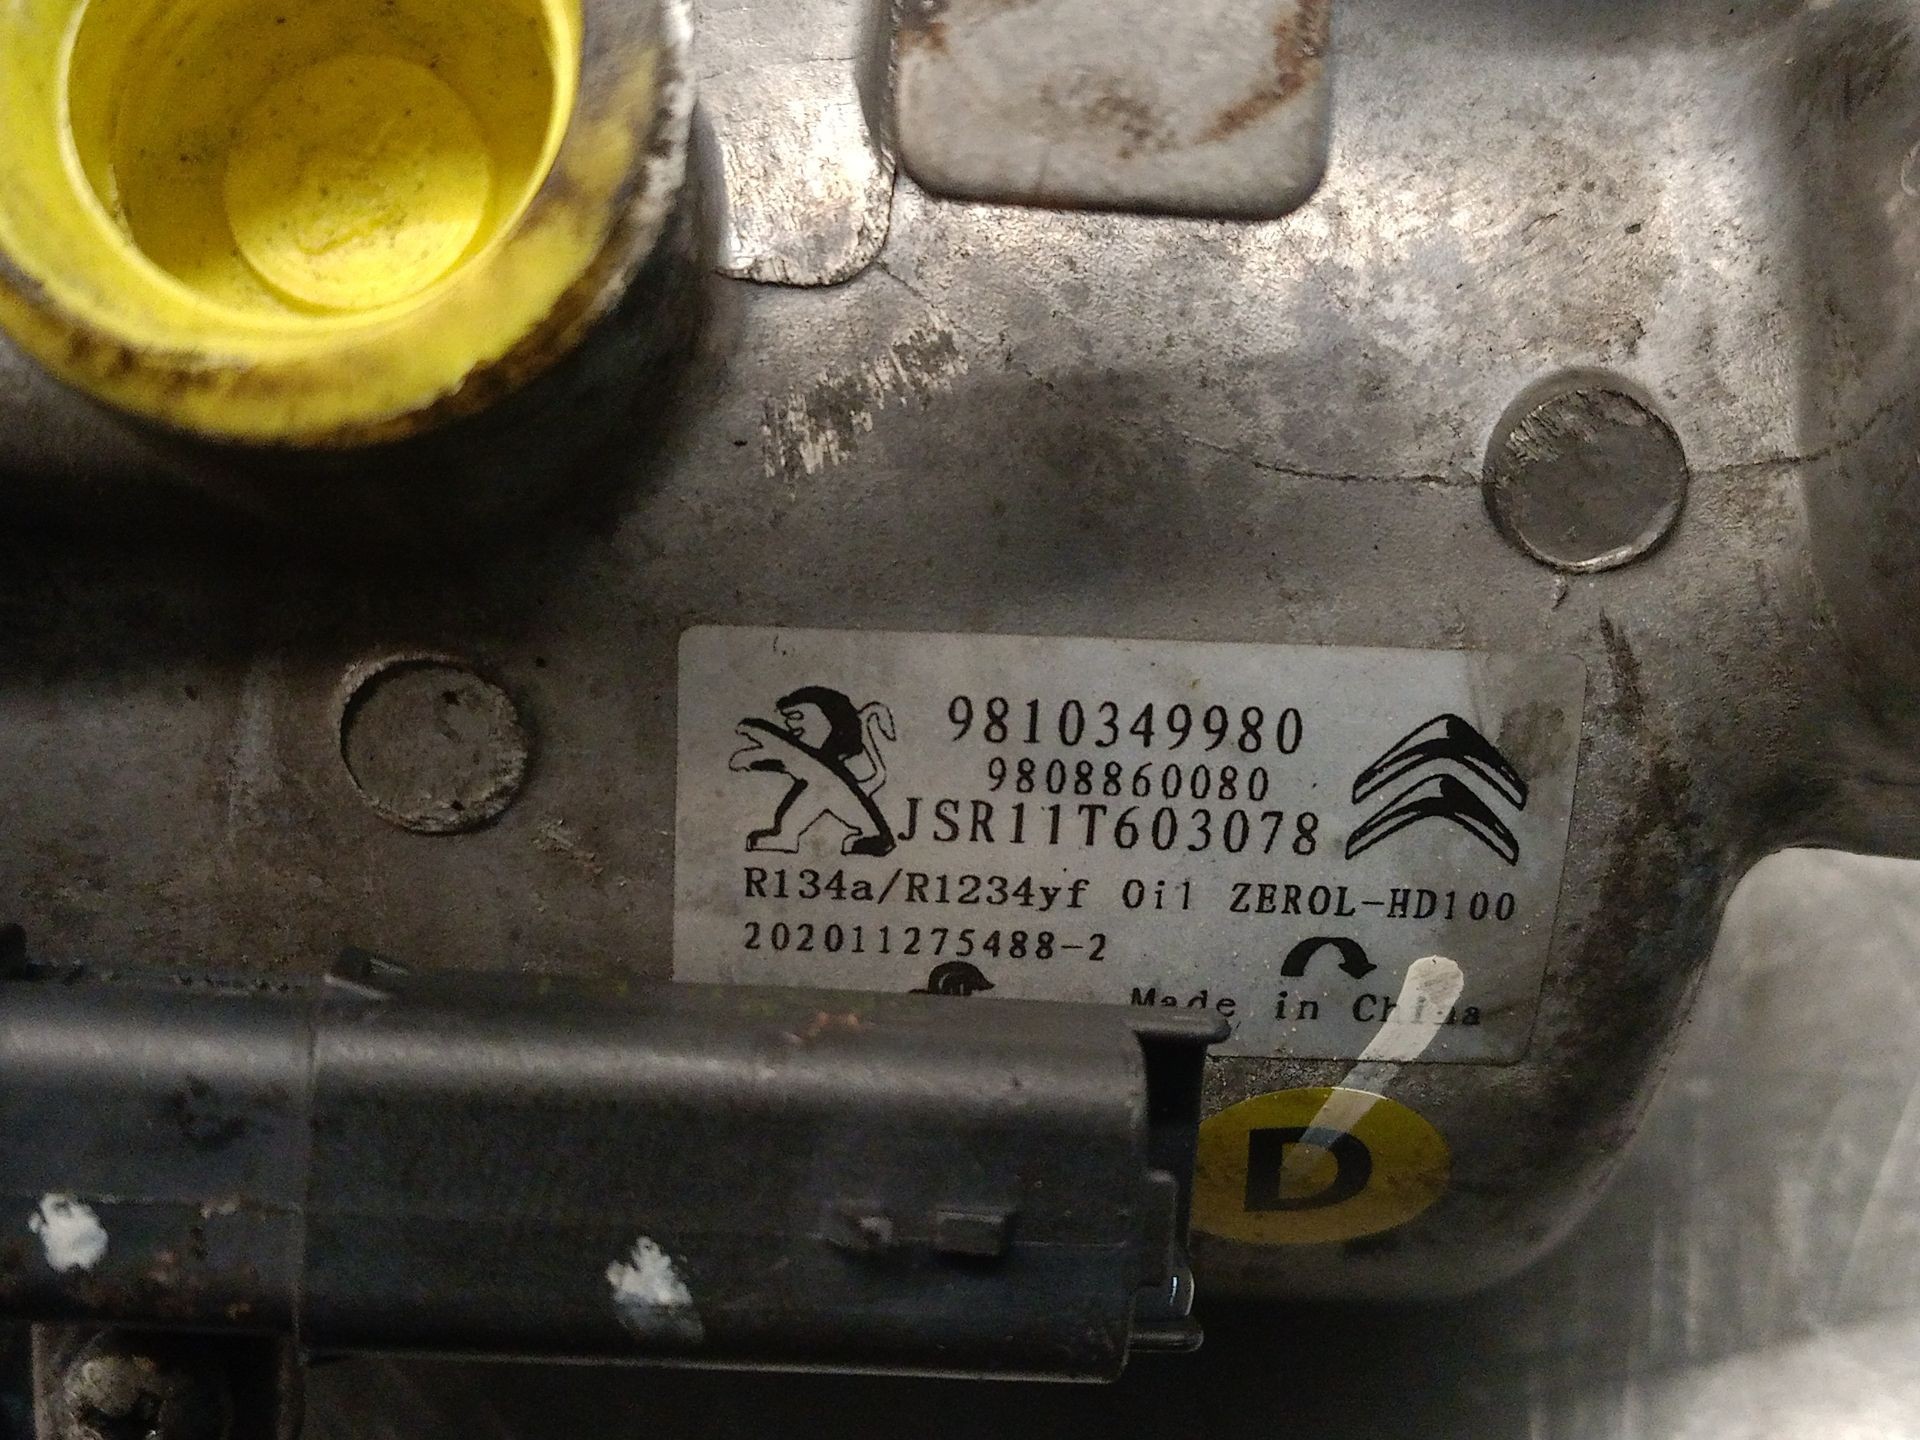 9810349980
9808860080
JSR11T603078
R134a/R1234yf Oil ZEROL-HD100
202011275488-2
Made in China
D